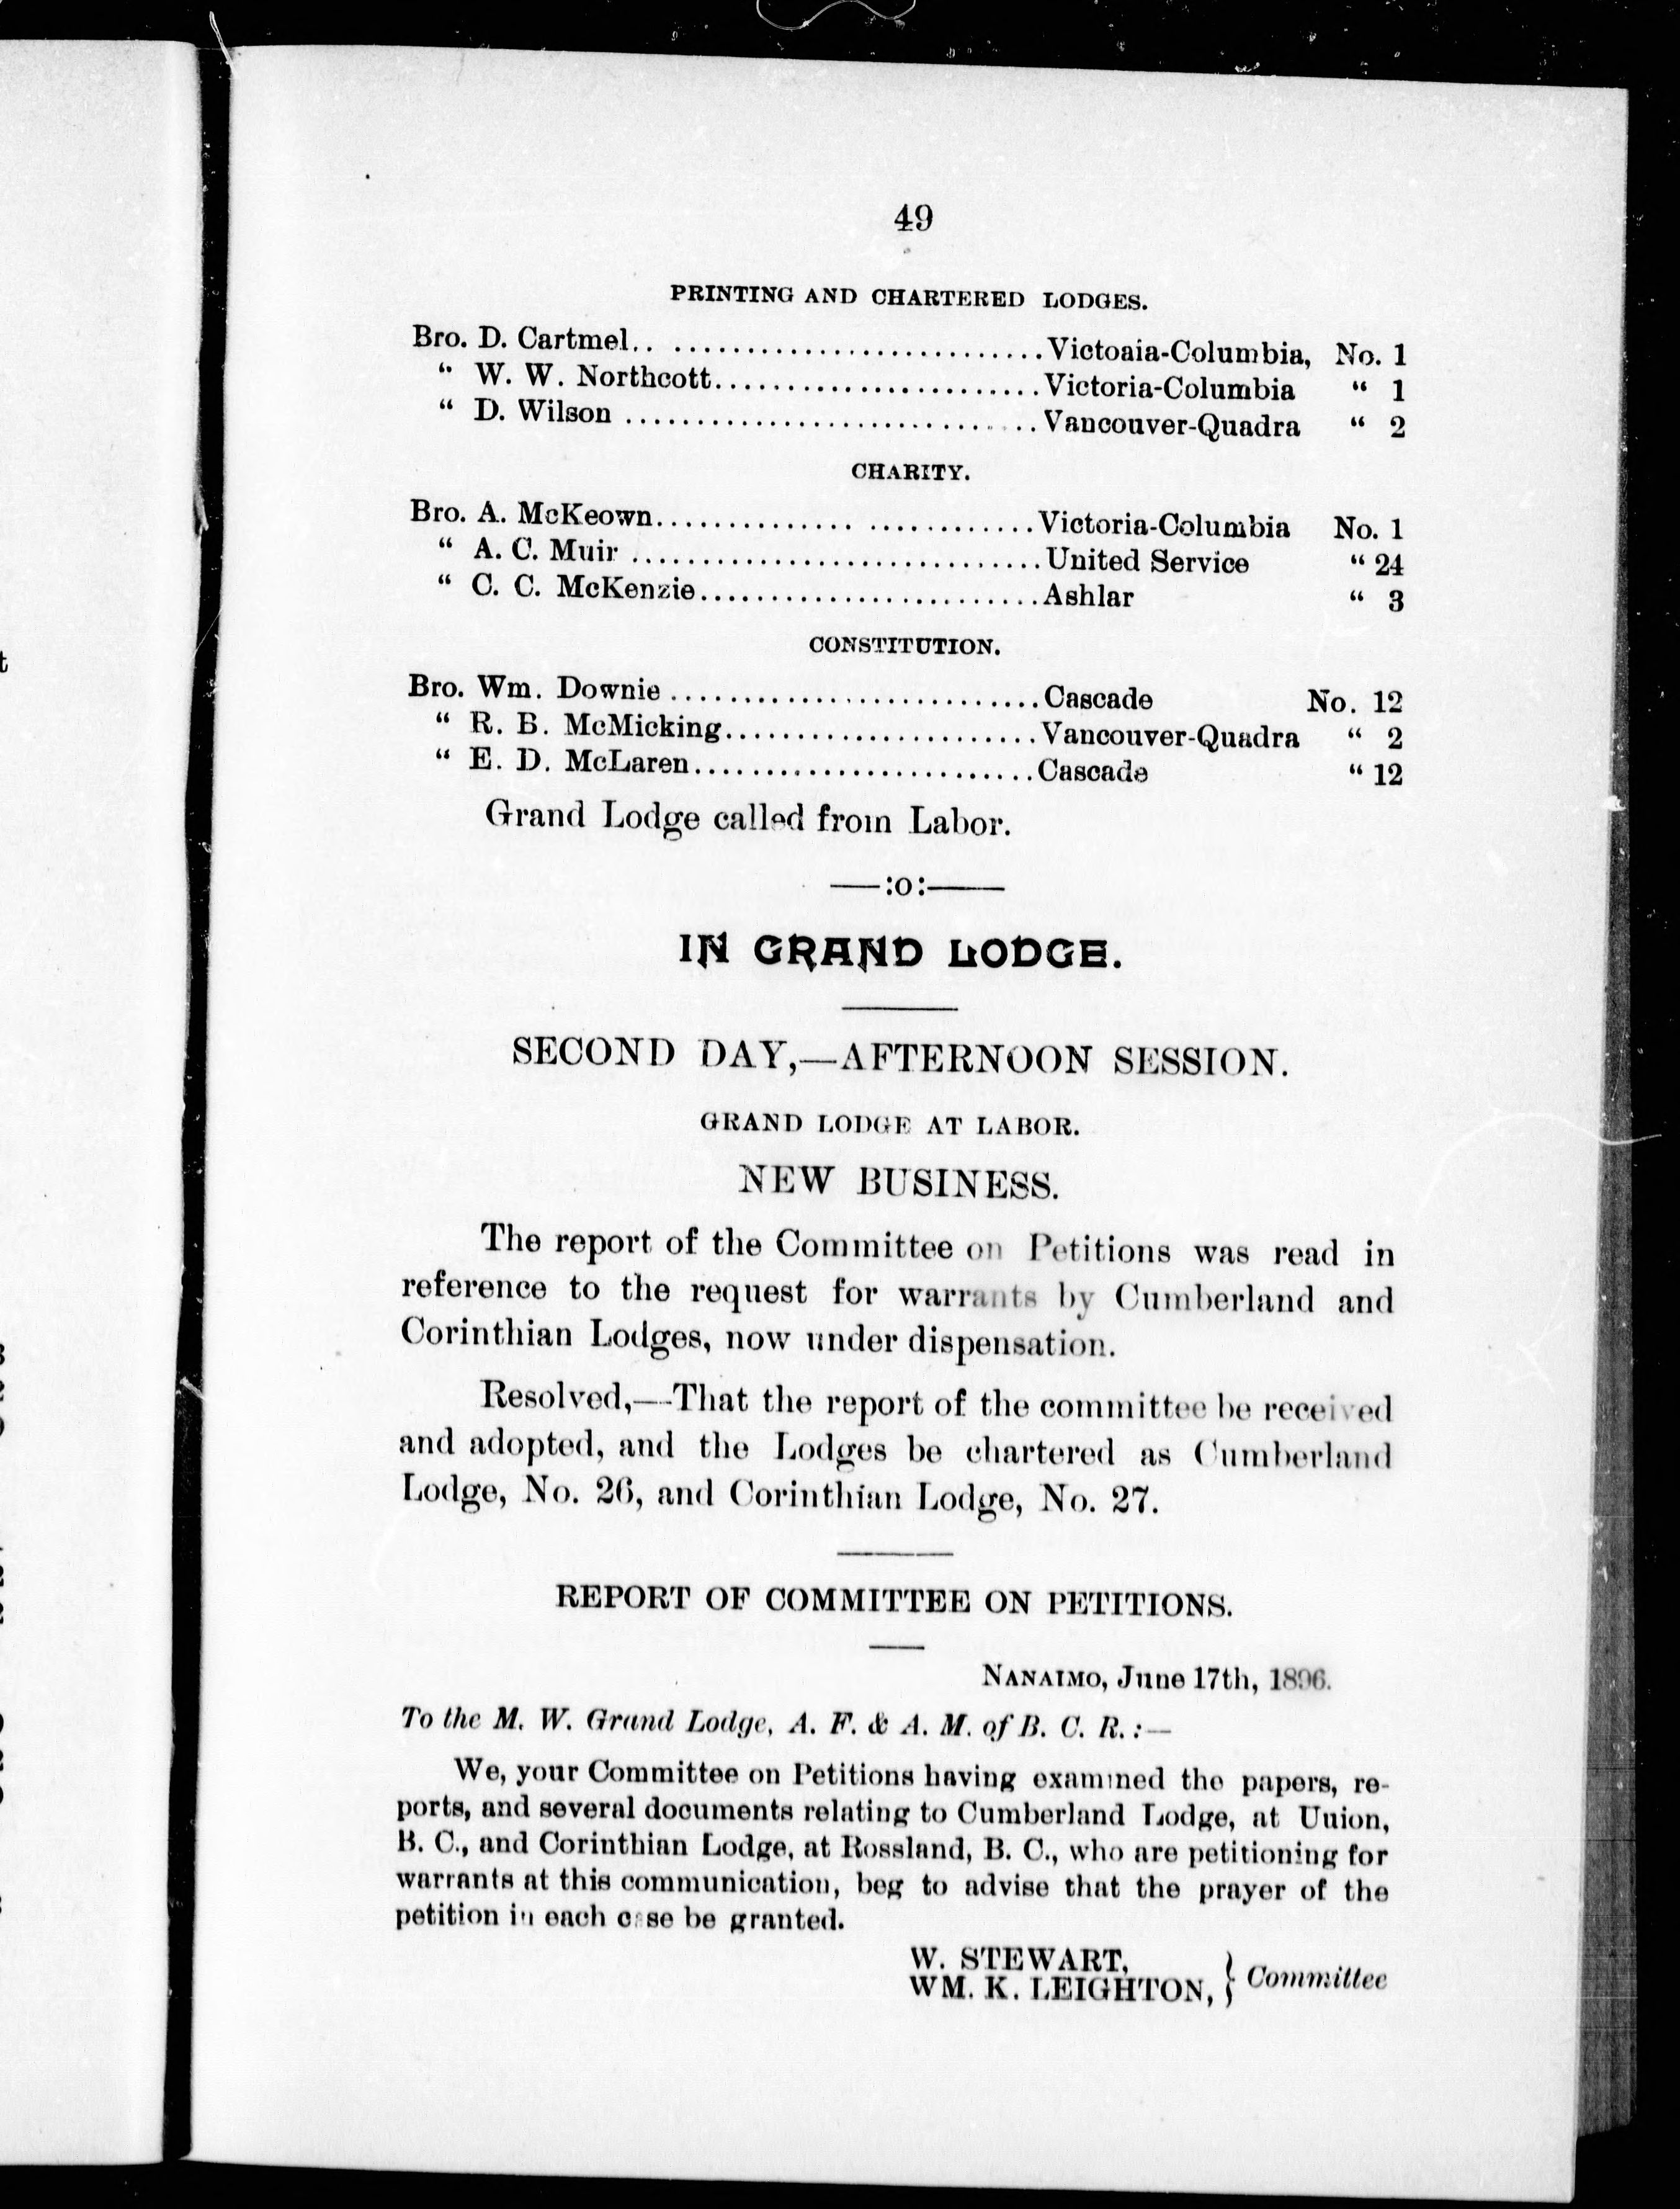 49
PRINTING AND CHARTERED LODGES.
Bro. D. Cartmel.. ..........................Victoaia-Columbia, No. 1
“ W. W. Northcott.......................Victoria-Columbia “ 1
“ D. Wilson .............................Vancouver-Quadra “ 2
CHARITY.
Bro. A. McKeown.............. ............Victoria-Columbia No. 1
“ A. C. Muir .............................United Service “ 24
“ C. C. McKenzie........................Ashlar “ 3
CONSTITUTION.
Bro. Wm. Downie ..........................Cascade No. 12
“ R. B. McMicking......................Vancouver-Quadra “ 2
“ E. D. McLaren........................Cascade “ 12
Grand Lodge called from Labor.
——:o:——
IN GRAND LODGE.
SECOND DAY,—AFTERNOON SESSION.
GRAND LODGE AT LABOR.
NEW BUSINESS.
The report of the Committee on Petitions was read in
reference to the request for warrants by Cumberland and
Corinthian Lodges, now under dispensation.
Resolved,—That the report of the committee be received
and adopted, and the Lodges be chartered as Cumberland
Lodge, No. 26, and Corinthian Lodge, No. 27.
REPORT OF COMMITTEE ON PETITIONS.
NANAIMO, June 17th, 1896.
To the M. W. Grand Lodge, A. F. & A. M. of B. C. R. :—
We, your Committee on Petitions having examined the papers, re-
ports, and several documents relating to Cumberland Lodge, at Union,
B. C., and Corinthian Lodge, at Rossland, B. C., who are petitioning for
warrants at this communication, beg to advise that the prayer of the
petition in each case be granted.
W. STEWART,
WM. K. LEIGHTON, } Committee